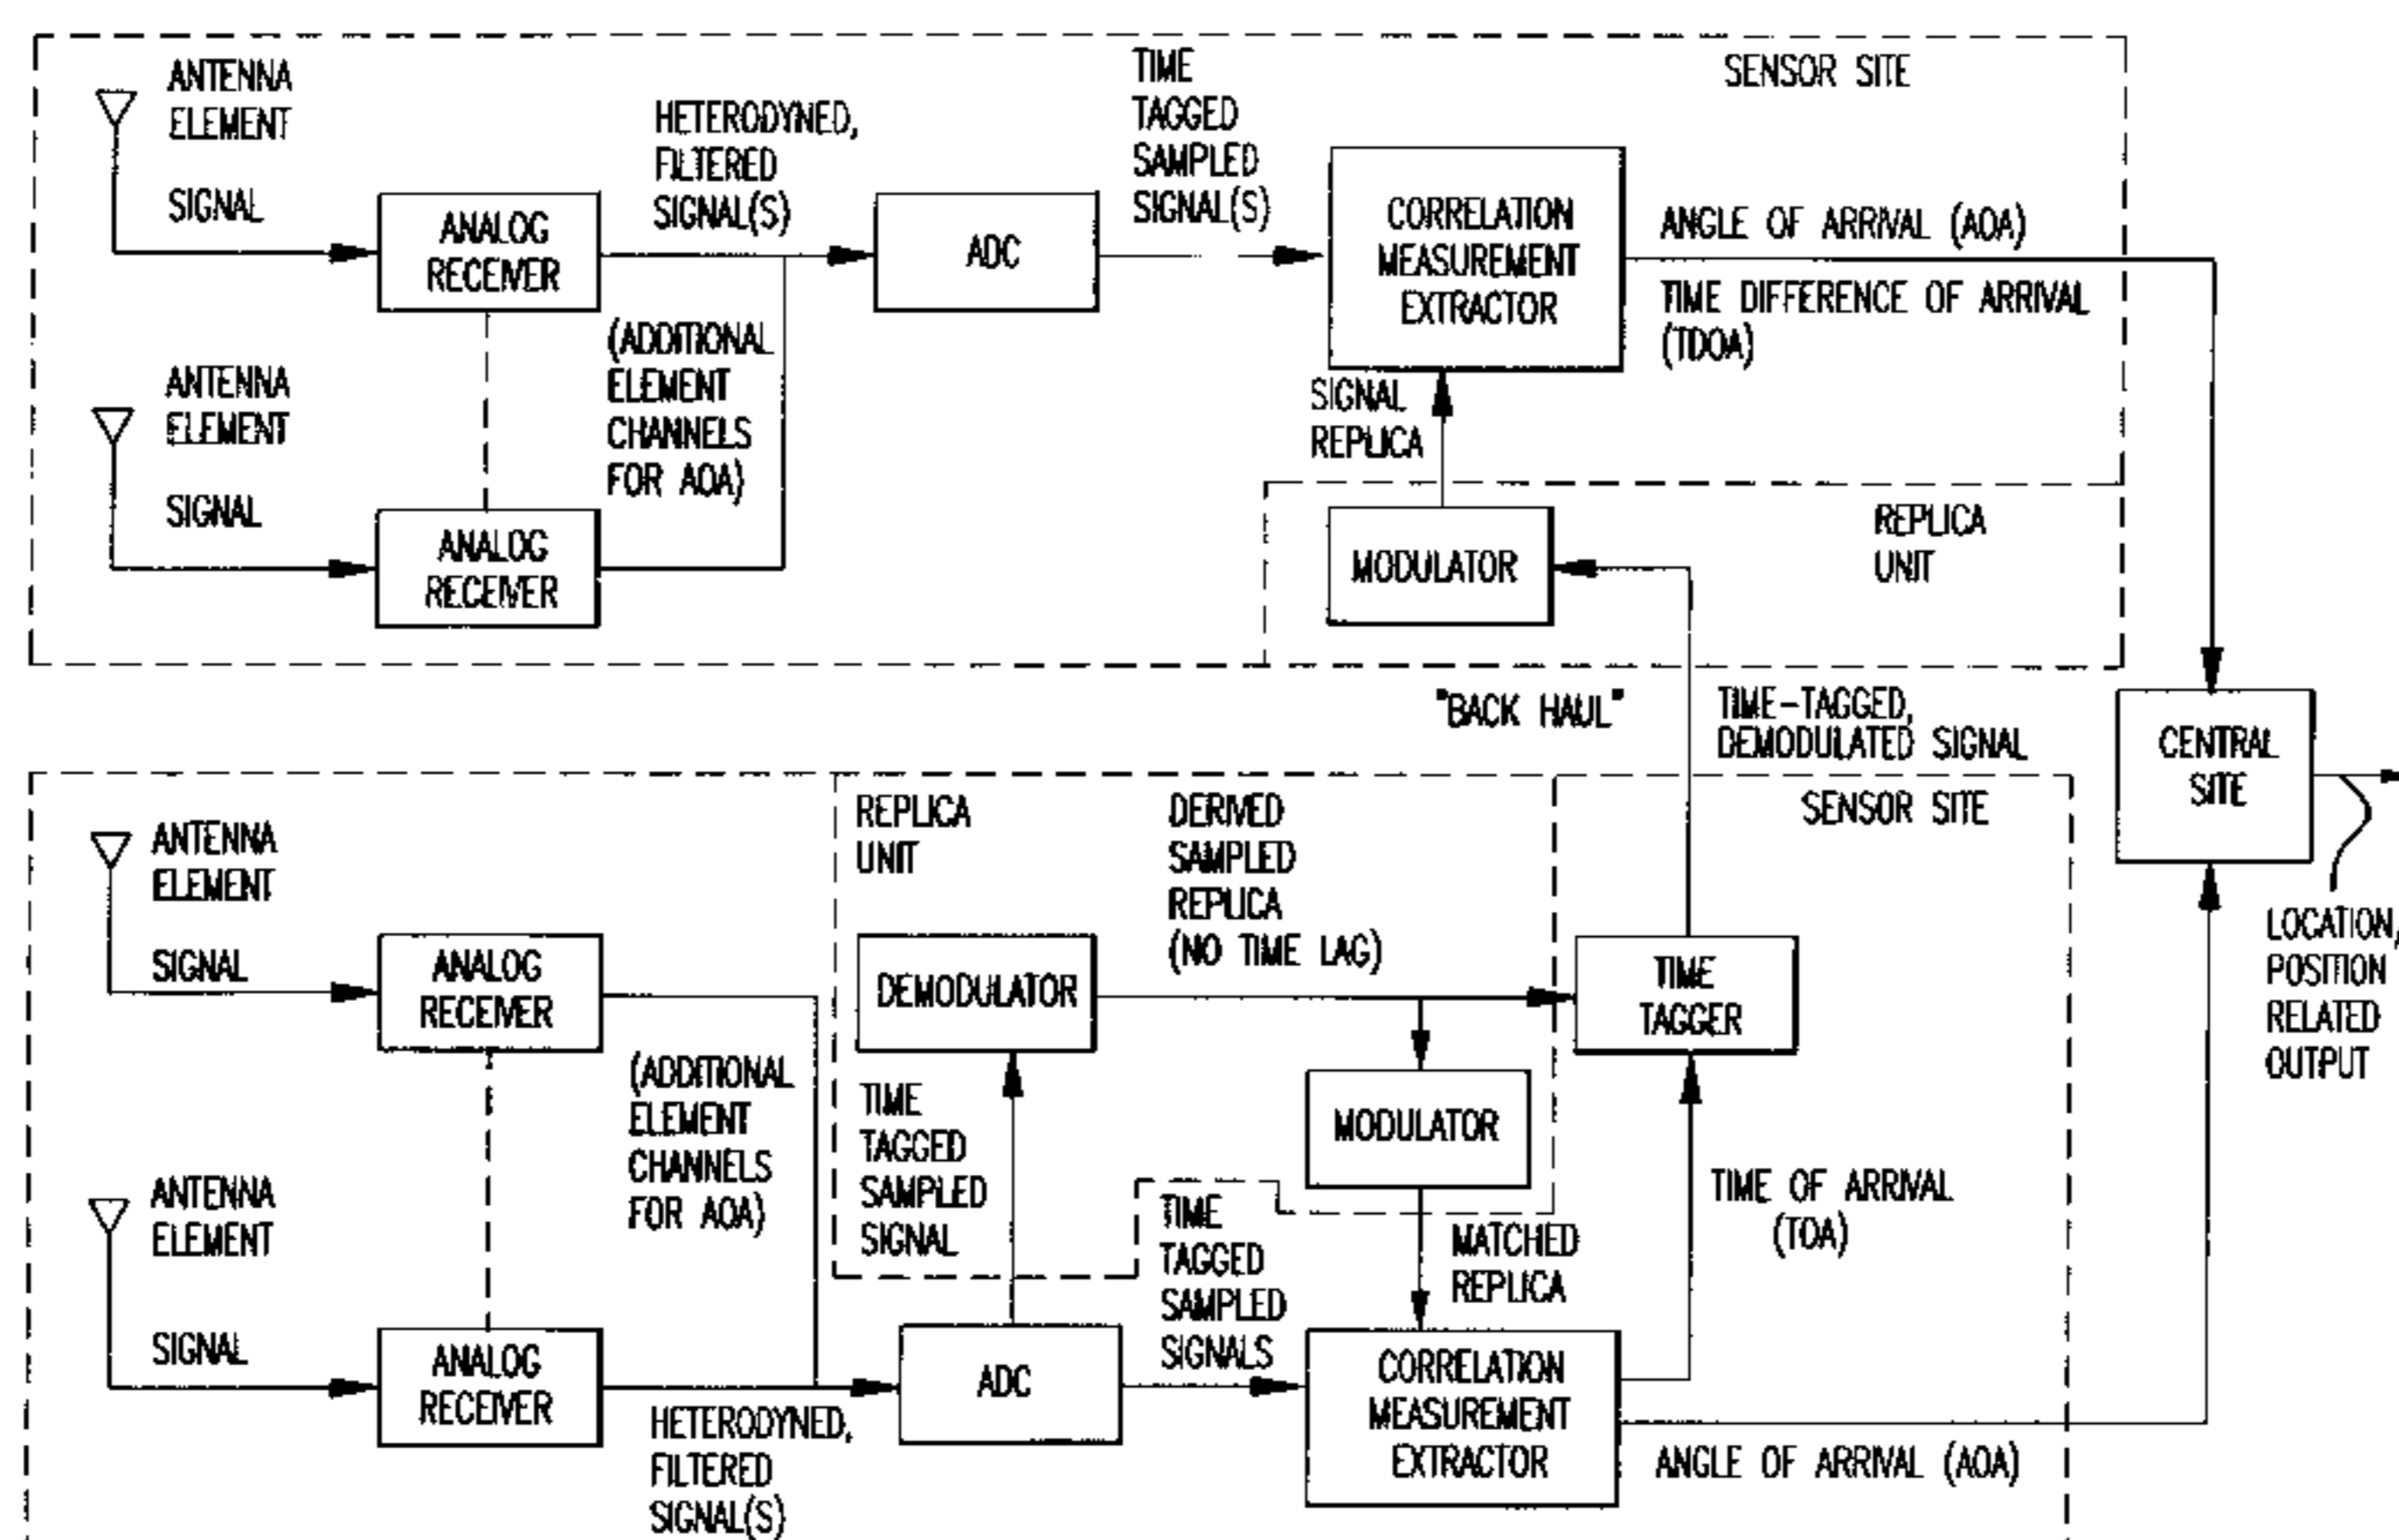 SENSOR SITE
ANTENNA
ELEMENT
SIGNAL
ANALOG
RECEIVER
HETERODYNED,
FILTERED
SIGNAL(S)
ADC
TIME
TAGGED
SAMPLED
SIGNAL(S)
CORRELATION
MEASUREMENT
EXTRACTOR
ANGLE OF ARRIVAL (AOA)
TIME DIFFERENCE OF ARRIVAL
(TDOA)
(ADDITIONAL
ELEMENT
CHANNELS
FOR AOA)
ANTENNA
ELEMENT
SIGNAL
ANALOG
RECEIVER
SIGNAL
REPLICA
MODULATOR
REPLICA
UNIT
"BACK HAUL"
TIME-TAGGED,
DEMODULATED SIGNAL
CENTRAL
SITE
LOCATION,
POSITION
RELATED
OUTPUT
SENSOR SITE
ANTENNA
ELEMENT
SIGNAL
ANALOG
RECEIVER
REPLICA
UNIT
DERIVED
SAMPLED
REPLICA
(NO TIME LAG)
DEMODULATOR
TIME
TAGGER
(ADDITIONAL
ELEMENT
CHANNELS
FOR AOA)
TIME
TAGGED
SAMPLED
SIGNAL
MODULATOR
TIME OF ARRIVAL
(TOA)
ANTENNA
ELEMENT
SIGNAL
ANALOG
RECEIVER
HETERODYNED,
FILTERED
SIGNAL(S)
ADC
TIME
TAGGED
SAMPLED
SIGNALS
MATCHED
REPLICA
CORRELATION
MEASUREMENT
EXTRACTOR
ANGLE OF ARRIVAL (AOA)